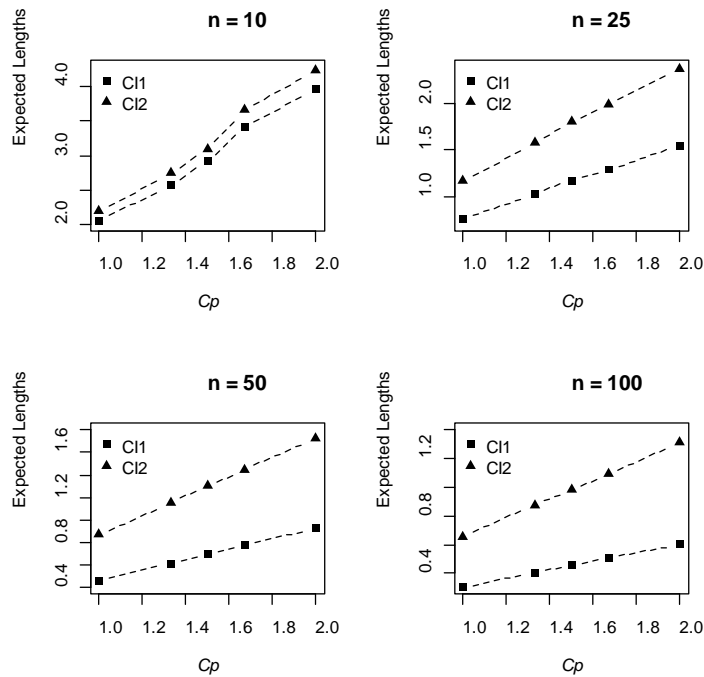 n = 10
Expected Lengths
4.0
3.0
2.0
CI1
CI2
1.0 1.2 1.4 1.6 1.8 2.0
Cp
n = 25
Expected Lengths
2.0
1.5
1.0
CI1
CI2
1.0 1.2 1.4 1.6 1.8 2.0
Cp
n = 50
Expected Lengths
1.6
1.2
0.8
0.4
CI1
CI2
1.0 1.2 1.4 1.6 1.8 2.0
Cp
n = 100
Expected Lengths
1.2
0.8
0.4
CI1
CI2
1.0 1.2 1.4 1.6 1.8 2.0
Cp